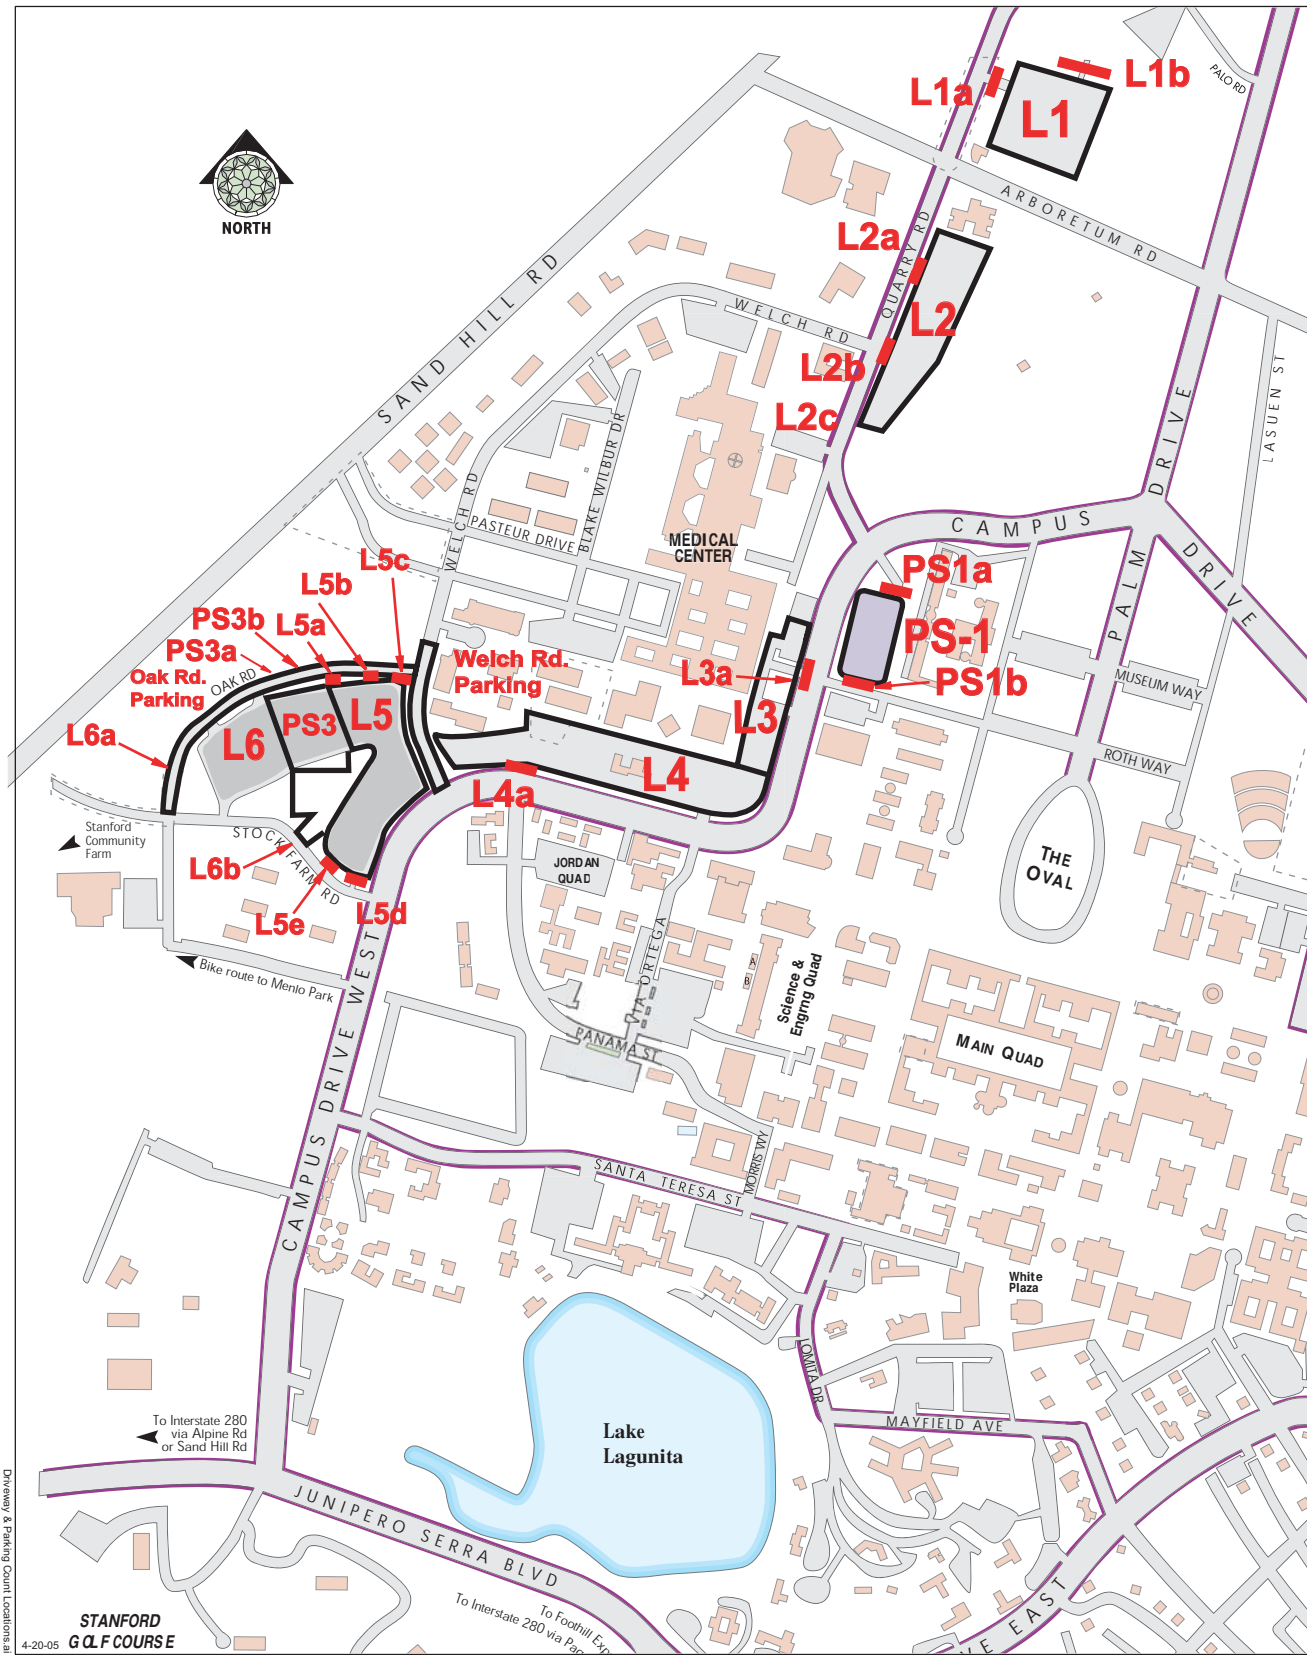 L1a
L1b
L1
PALO RD
NORTH
ARBORETUM RD
L2a
QUARRY RD
L2
SAND HILL RD
WELCH RD
L2b
L2c
LASUEN ST
CAMPUS DRIVE
PALM DRIVE
WELCH RD
PASTEUR DRIVE
BLAKE WILBUR DR
MEDICAL
CENTER
L5c
L5b
PS3b
L5a
PS3a
Oak Rd.
Parking
OAK RD
Welch Rd.
Parking
PS1a
PS-1
PS1b
L3a
L3
MUSEUM WAY
ROTH WAY
L6a
L6
PS3
L5
L4
L4a
Stanford
Community
Farm
STOCK FARM RD
L6b
L5e
L5d
JORDAN
QUAD
THE
OVAL
Bike route to Menlo Park
VIA ORTEGA
A
B
Science &
Engrng Quad
PANAMA ST
MAIN QUAD
CAMPUS DRIVE WEST
MORRIS WY
SANTA TERESA ST
White
Plaza
LOMITA DR
MAYFIELD AVE
Lake
Lagunita
To Interstate 280
via Alpine Rd
or Sand Hill Rd
JUNIPERO SERRA BLVD
To Foothill Exp
To Interstate 280 via Pag
VE EAST
STANFORD
GOLF COURSE
4-20-05
Driveway & Parking Count Locations.ai